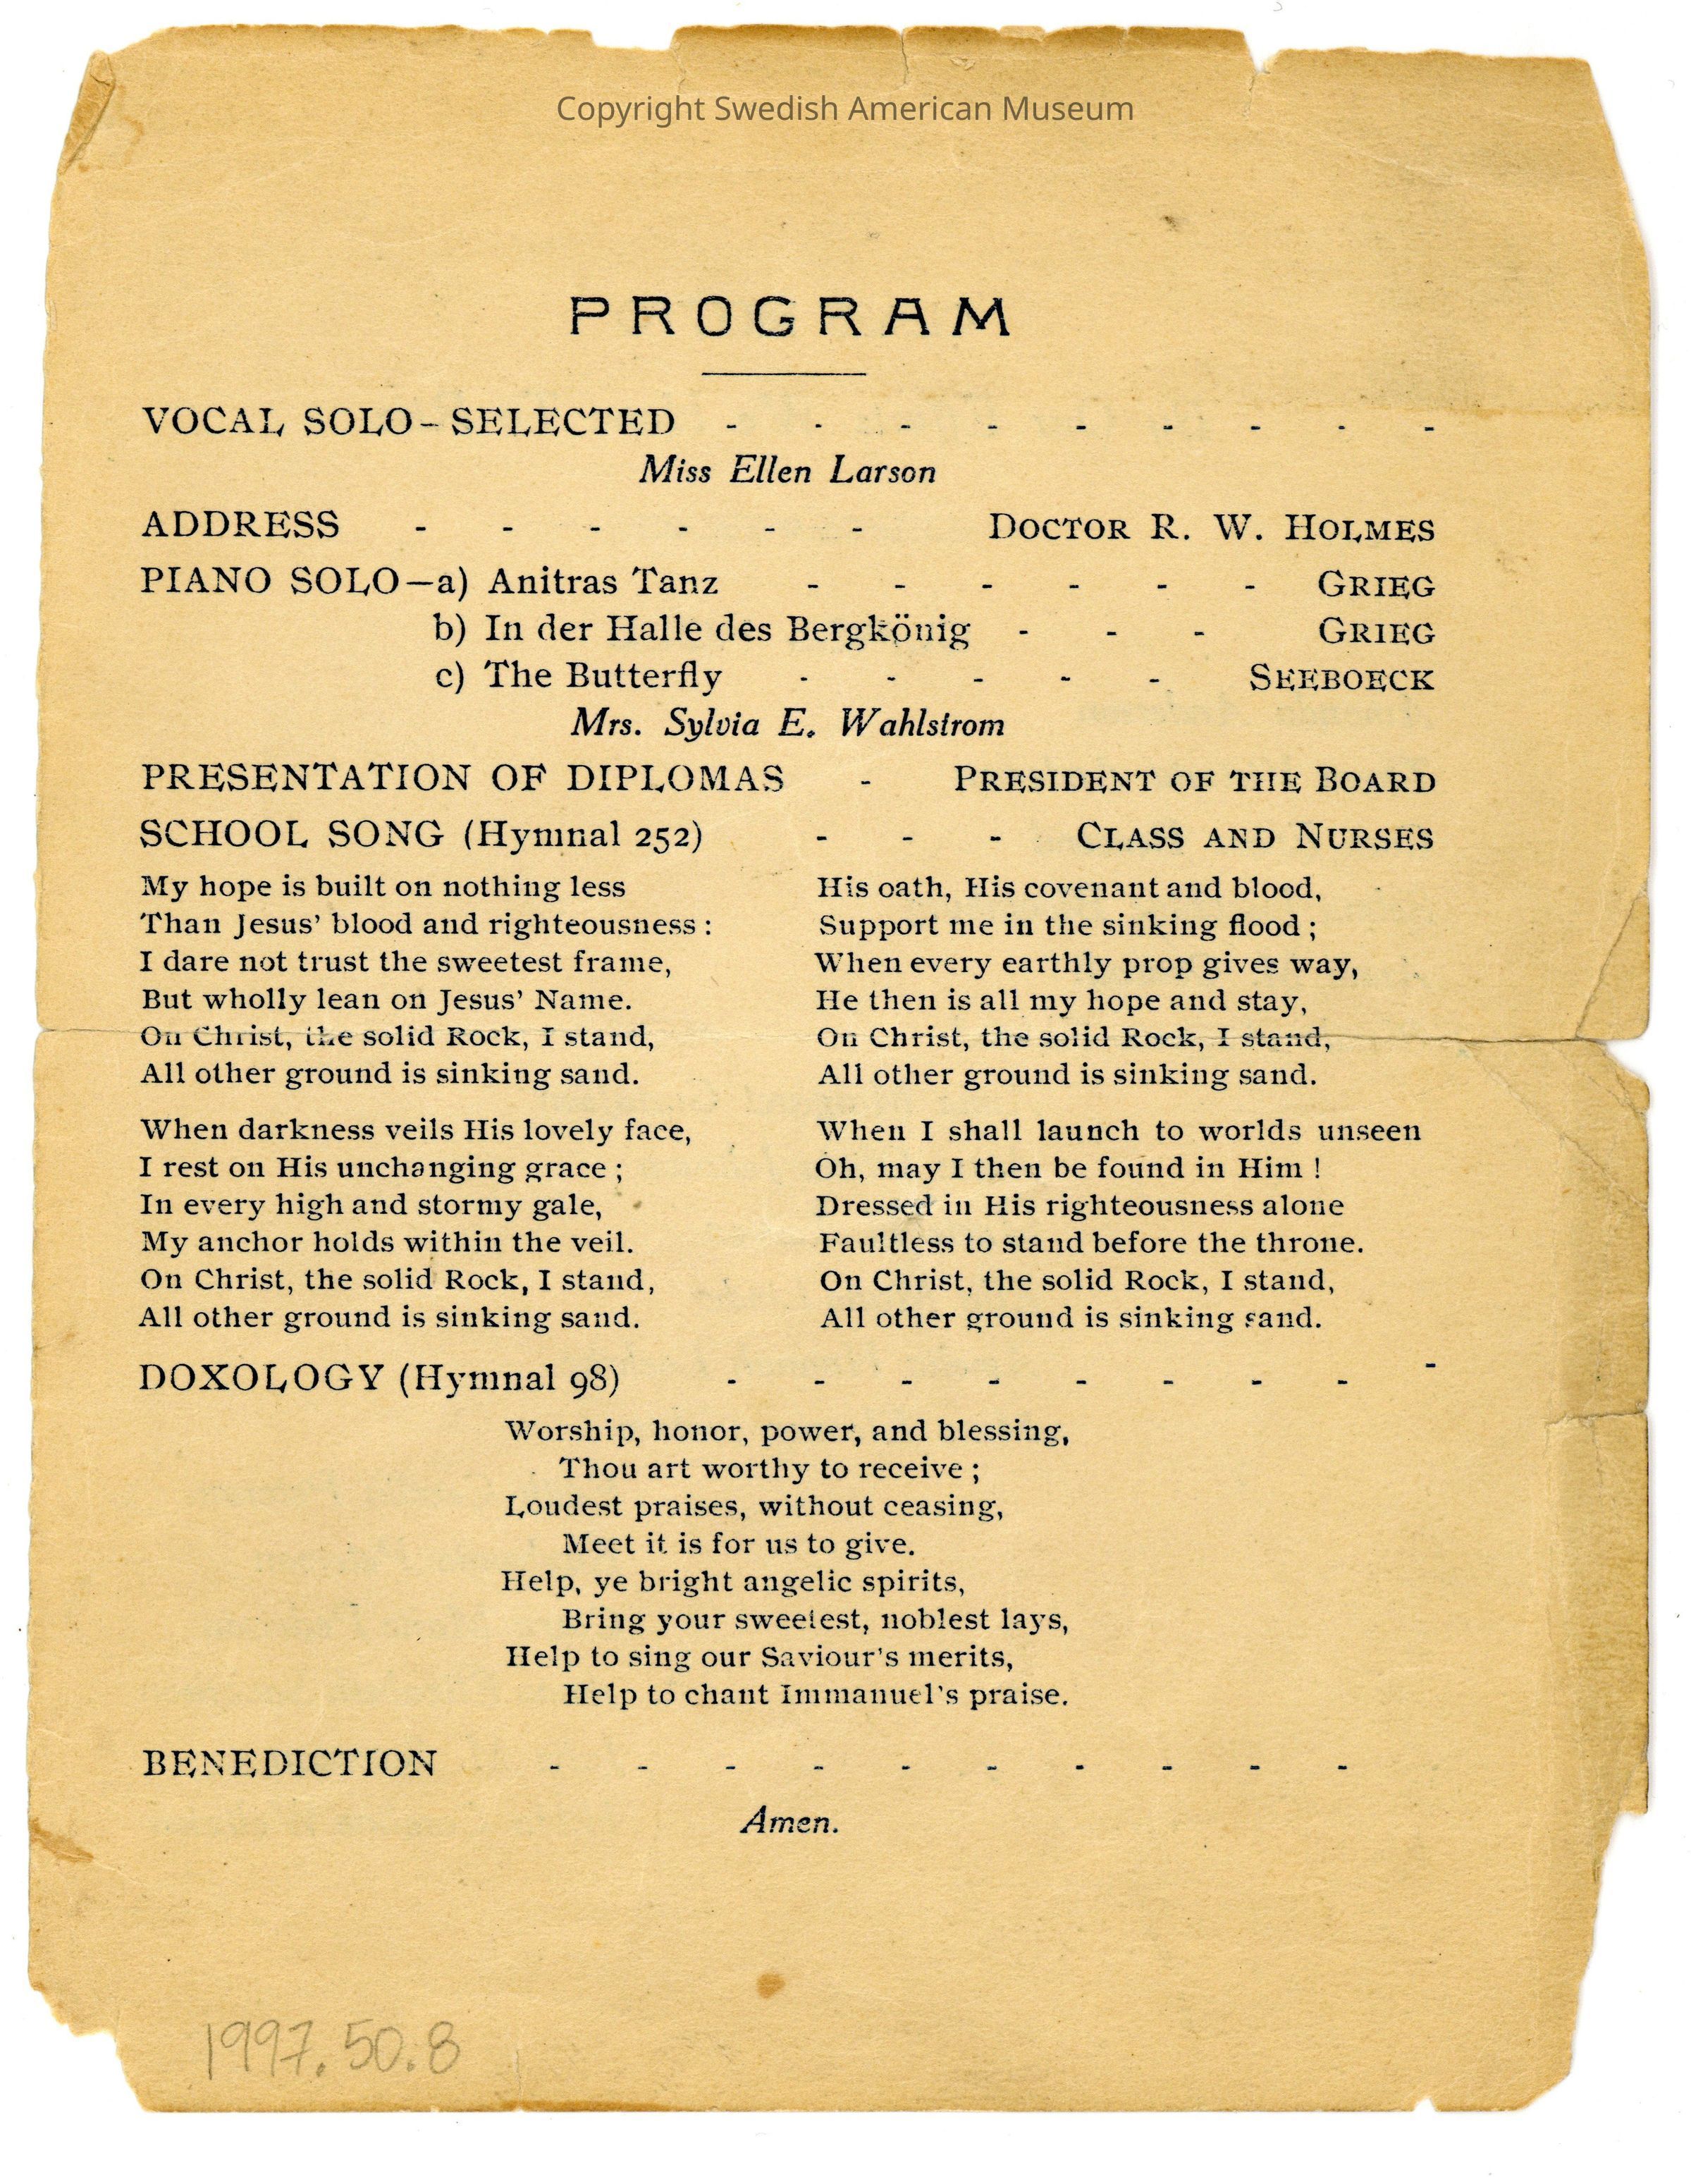 Copyright Swedish American Museum
PROGRAM
VOCAL SOLO – SELECTED - - - - - - - - -
Miss Ellen Larson
ADDRESS - - - - - - DOCTOR R. W. HOLMES
PIANO SOLO—a) Anitras Tanz - - - - - - GRIEG
b) In der Halle des Bergkönig - - - GRIEG
c) The Butterfly - - - - - SEEBOECK
Mrs. Sylvia E. Wahlstrom
PRESENTATION OF DIPLOMAS - PRESIDENT OF THE BOARD
SCHOOL SONG (Hymnal 252) - - - CLASS AND NURSES
My hope is built on nothing less
Than Jesus' blood and righteousness :
I dare not trust the sweetest frame,
But wholly lean on Jesus' Name.
On Christ, the solid Rock, I stand,
All other ground is sinking sand.
When darkness veils His lovely face,
I rest on His unchanging grace ;
In every high and stormy gale,
My anchor holds within the veil.
On Christ, the solid Rock, I stand,
All other ground is sinking sand.
His oath, His covenant and blood,
Support me in the sinking flood ;
When every earthly prop gives way,
He then is all my hope and stay,
On Christ, the solid Rock, I stand,
All other ground is sinking sand.
When I shall launch to worlds unseen
Oh, may I then be found in Him !
Dressed in His righteousness alone
Faultless to stand before the throne.
On Christ, the solid Rock, I stand,
All other ground is sinking sand.
DOXOLOGY (Hymnal 98) - - - - - - - - -
Worship, honor, power, and blessing,
Thou art worthy to receive ;
Loudest praises, without ceasing,
Meet it is for us to give.
Help, ye bright angelic spirits,
Bring your sweetest, noblest lays,
Help to sing our Saviour's merits,
Help to chant Immanuel's praise.
BENEDICTION - - - - - - - - - -
Amen.
1997.50.8